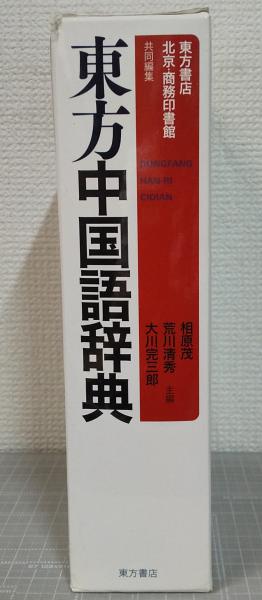 東方書店
北京·商務印書館
共同編集
DONGFANG
HAN-RI
CIDIAN
東方中国語辞典
相原茂
荒川清秀
大川完三郎
主編
東方書店